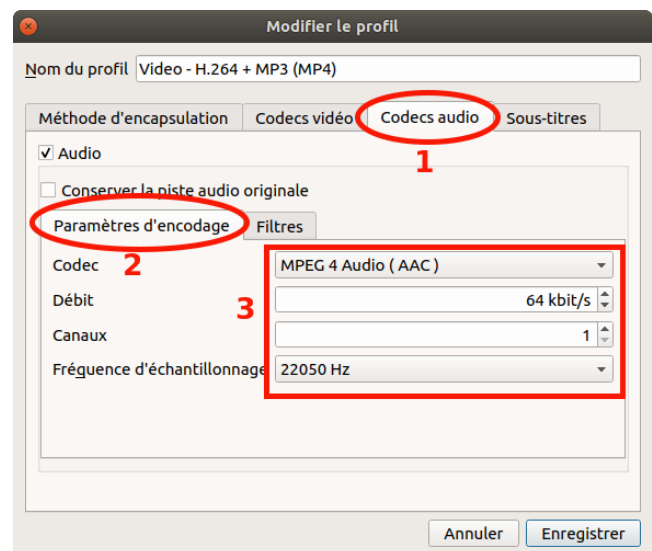 Modifier le profil
Nom du profil Video - H.264 + MP3 (MP4)
Méthode d'encapsulation Codecs vidéo Codecs audio Sous-titres
1
Audio
Conserver la piste audio originale
Paramètres d'encodage Filtres
2
3
Codec MPEG 4 Audio ( AAC )
Débit 64 kbit/s
Canaux 1
Fréquence d'échantillonnage 22050 Hz
Annuler Enregistrer